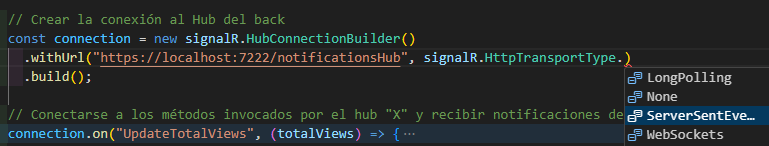 // Crear la conexión al Hub del back
const connection = new signalR.HubConnectionBuilder()
.withUrl("https://localhost:7222/notificationsHub", signalR.HttpTransportType.)
.build();
LongPolling
None
ServerSentEve...
WebSockets
// Conectarse a los métodos invocados por el hub "X" y recibir notificaciones de
connection.on("UpdateTotalViews", (totalViews) => { ...